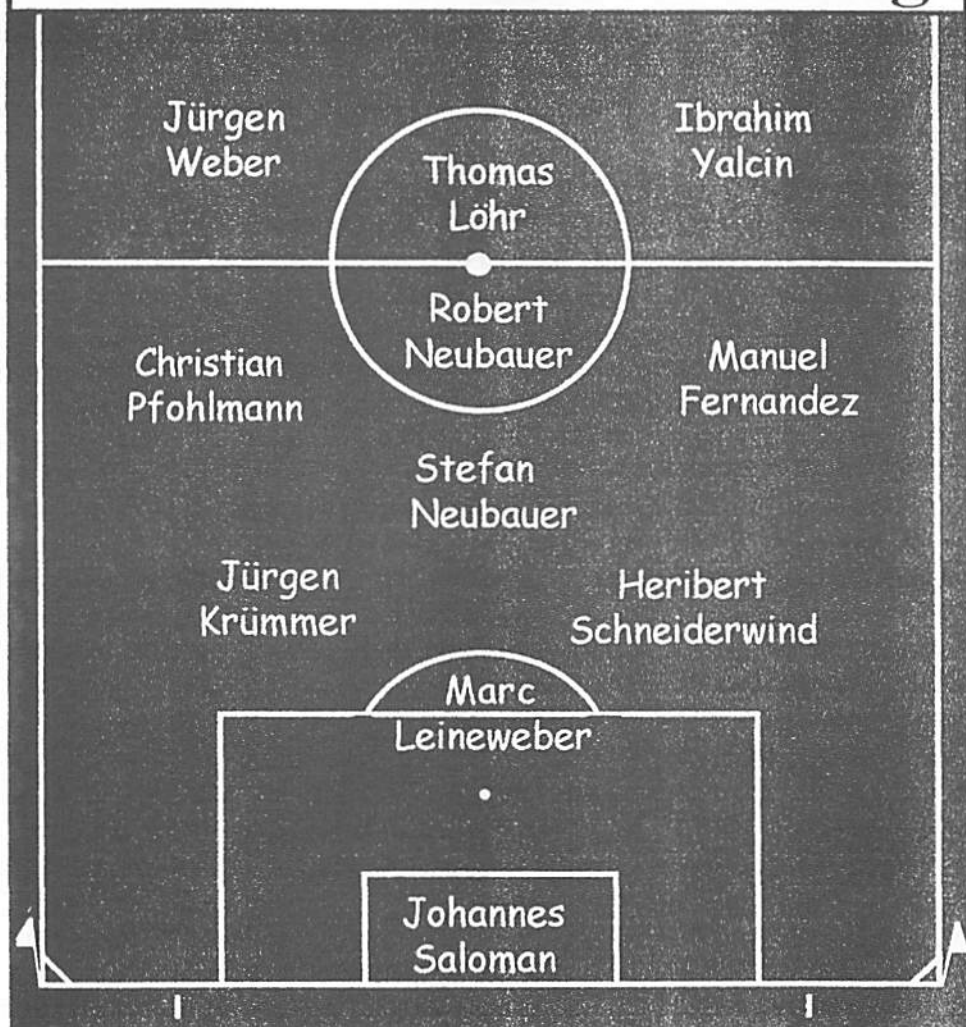 Jürgen
Weber
Ibrahim
Yalcin
Thomas
Löhr
Robert
Neubauer
Christian
Pfohlmann
Manuel
Fernandez
Stefan
Neubauer
Jürgen
Krümmer
Heribert
Schneiderwind
Marc
Leineweber
Johannes
Saloman